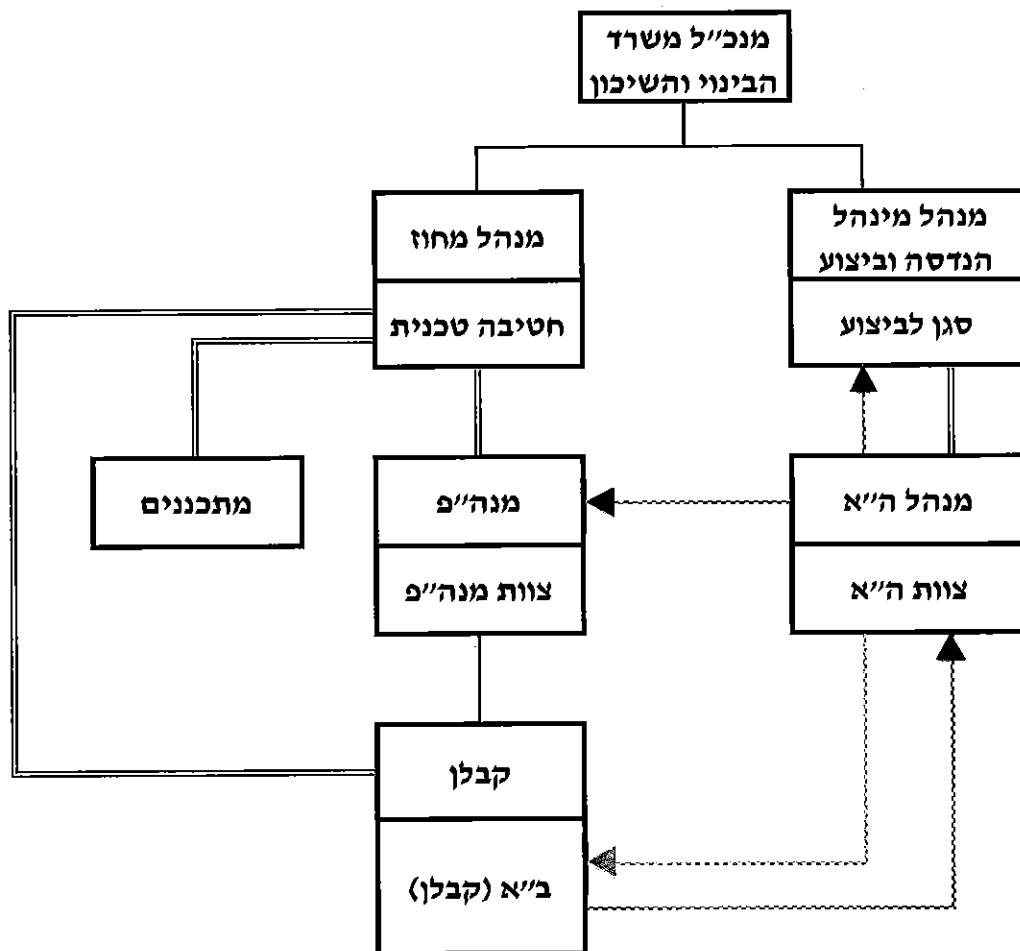 מנכ״ל משרד
הבינוי והשיכון
מנהל מינהל
הנדסה וביצוע
סגן לביצוע
מנהל מחוז
חטיבה טכנית
מנהל ה״א
צוות ה״א
מנה״פ
צוות מנה״פ
מתכננים
קבלן
ב״א (קבלן)